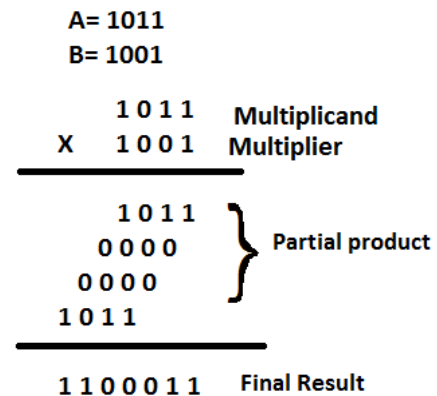 A= 1011
B= 1001
1 0 1 1 Multiplicand
X 1 0 0 1 Multiplier
1 0 1 1
0 0 0 0 Partial product
0 0 0 0
1 0 1 1
1 1 0 0 0 1 1 Final Result